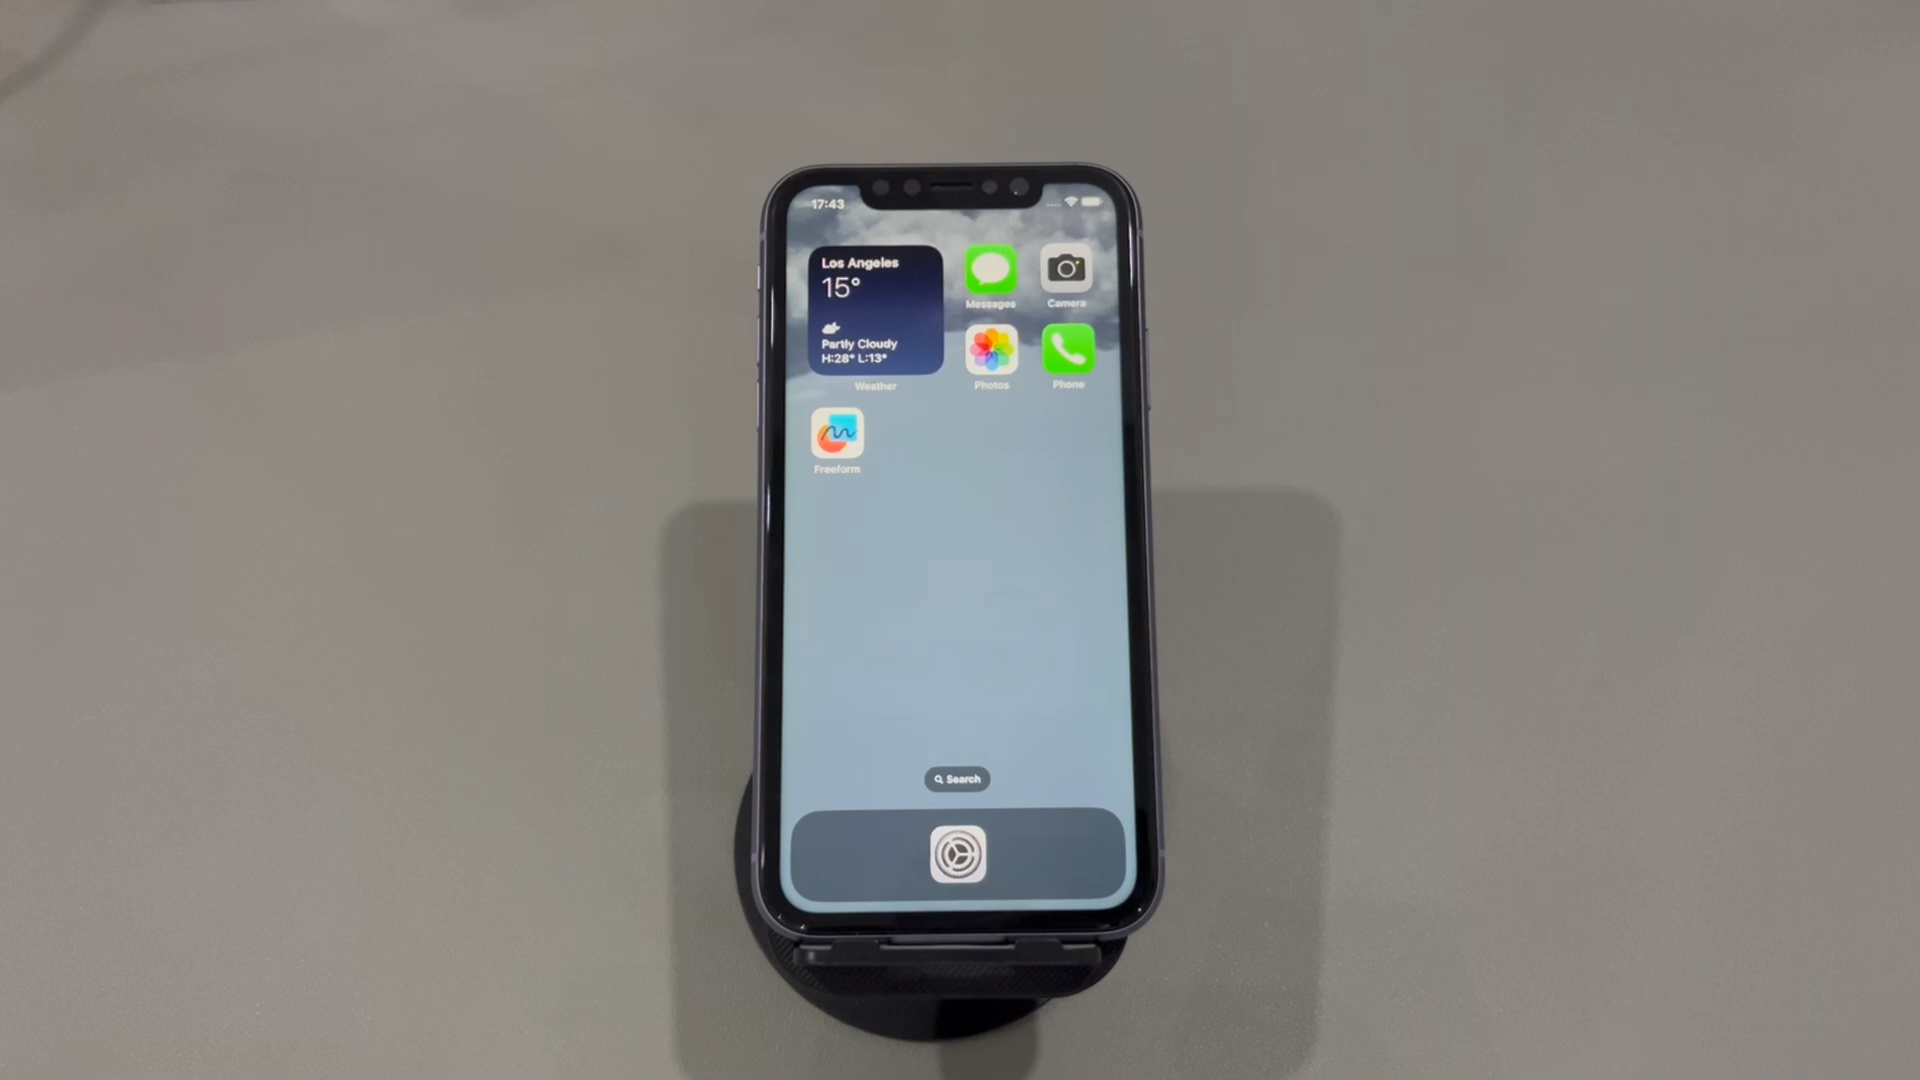 17:43
Los Angeles
15°
Partly Cloudy
H:28° L:13°
Weather
Messages
Camera
Photos
Phone
Freeform
Search